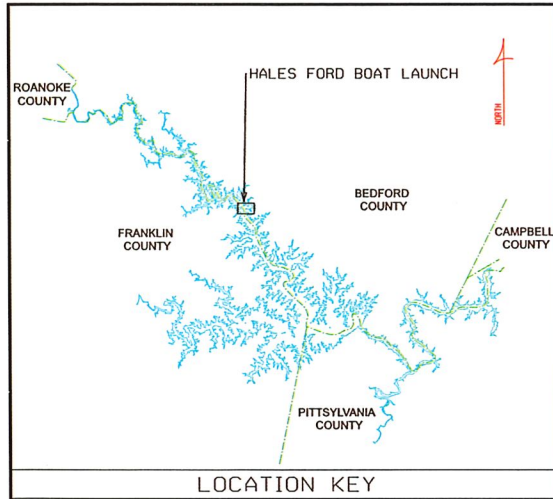 HALES FORD BOAT LAUNCH
ROANOKE
COUNTY
NORTH
BEDFORD
COUNTY
CAMPBELL
COUNTY
FRANKLIN
COUNTY
PITTSYLVANIA
COUNTY
LOCATION KEY